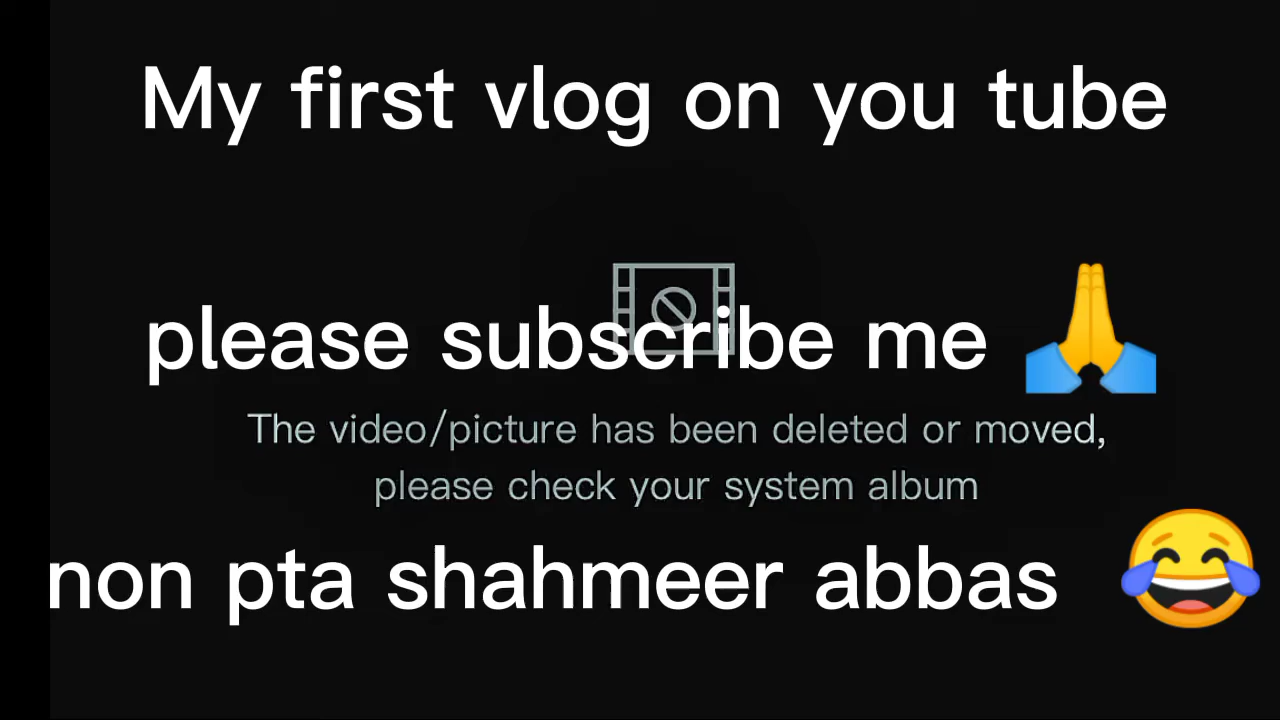 My first vlog on you tube
please subscribe me 🙏
The video/picture has been deleted or moved,
please check your system album
non pta shahmeer abbas 😂